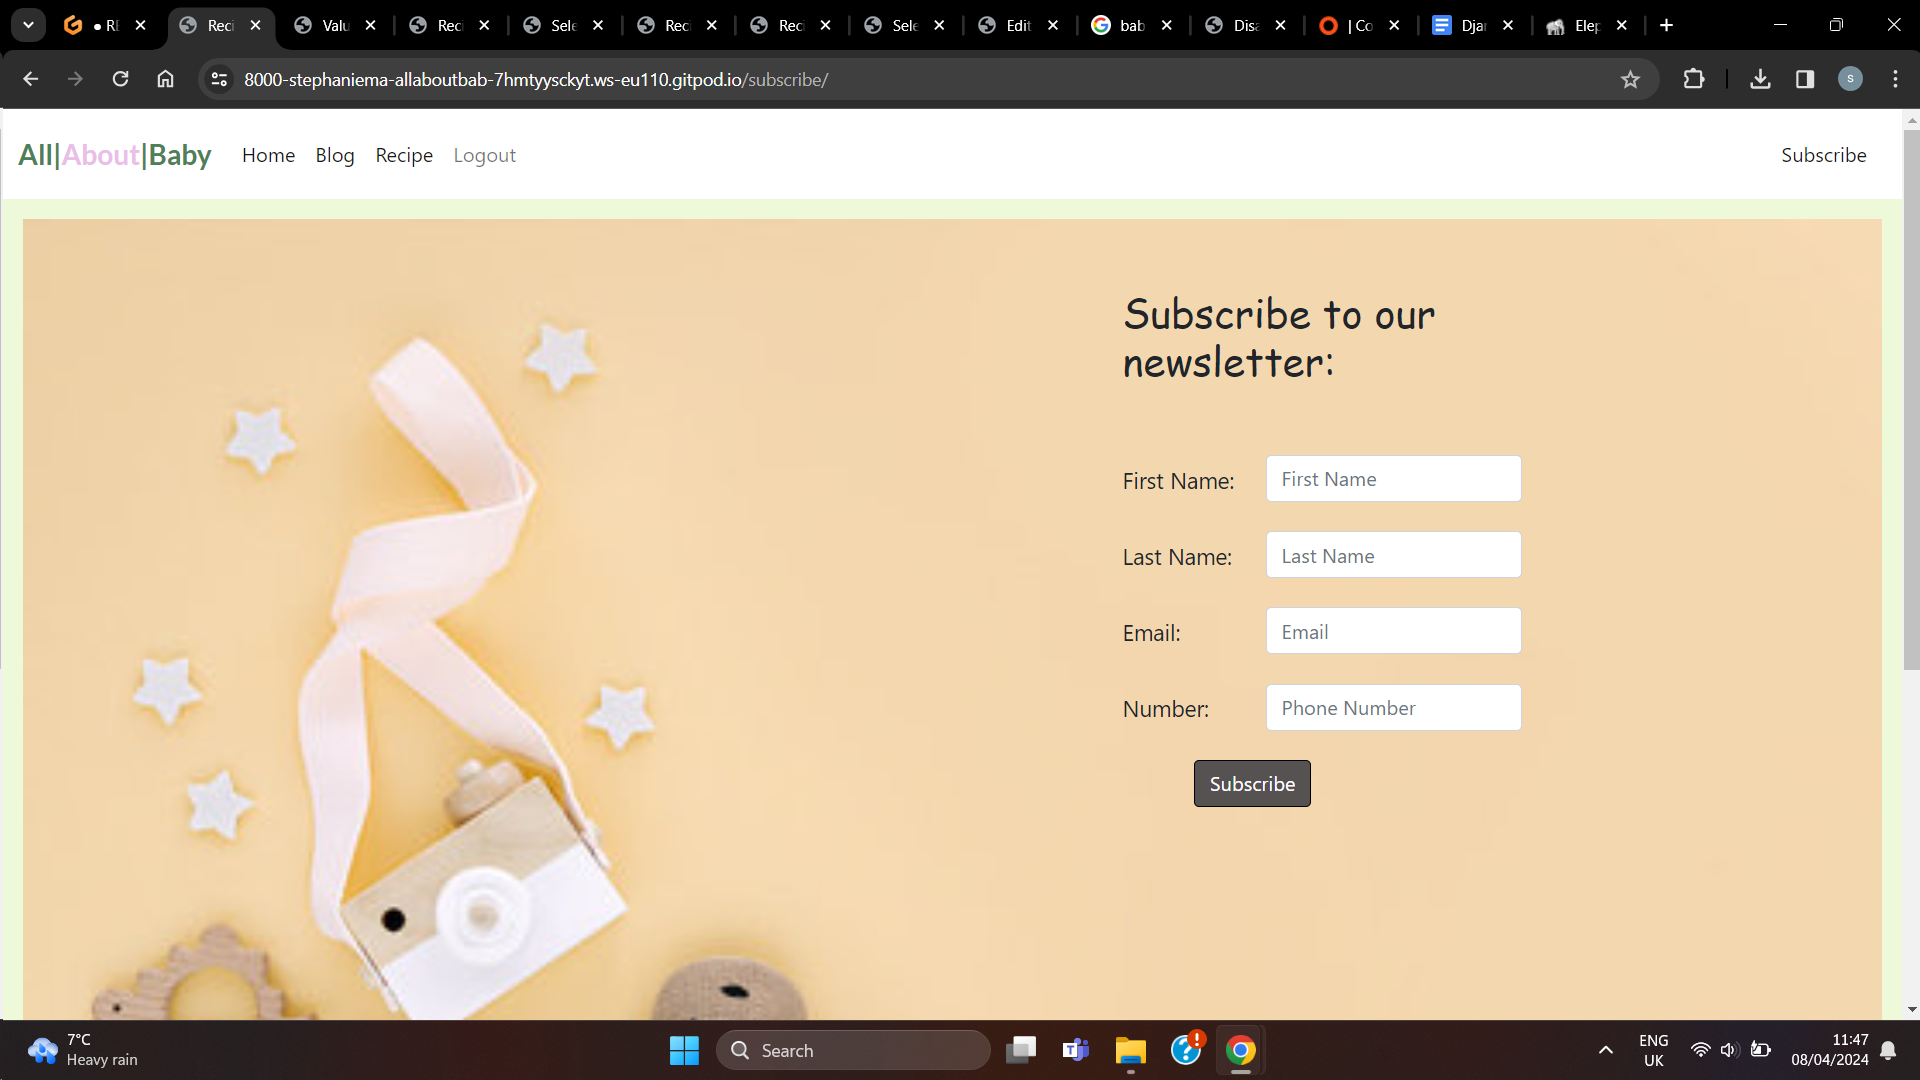 RE
Reci
Valu
Reci
Sele
Reci
Reci
Sele
Edit
bab
Disa
| Co
Djan
Elep
8000-stephaniema-allaboutbab-7hmtyysckyt.ws-eu110.gitpod.io/subscribe/
S
All|About|Baby
Home
Blog
Recipe
Logout
Subscribe
Subscribe to our
newsletter:
First Name:
First Name
Last Name:
Last Name
Email:
Email
Number:
Phone Number
Subscribe
7°C
Heavy rain
Search
ENG
UK
11:47
08/04/2024